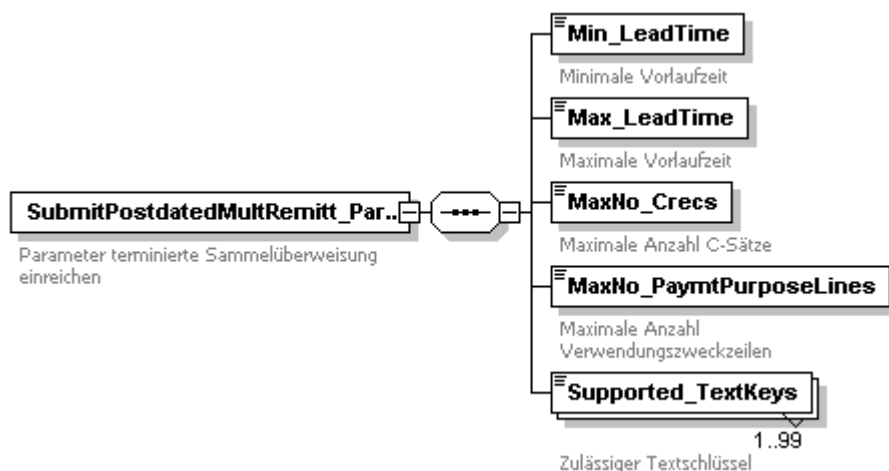 Min_LeadTime
Minimale Vorlaufzeit
Max_LeadTime
Maximale Vorlaufzeit
SubmitPostdatedMultRemitt_Par..
Parameter terminierte Sammelüberweisung
einreichen
MaxNo_Crecs
Maximale Anzahl C-Sätze
MaxNo_PaymtPurposeLines
Maximale Anzahl
Verwendungszweckzeilen
Supported_TextKeys
1..99
Zulässiger Textschlüssel